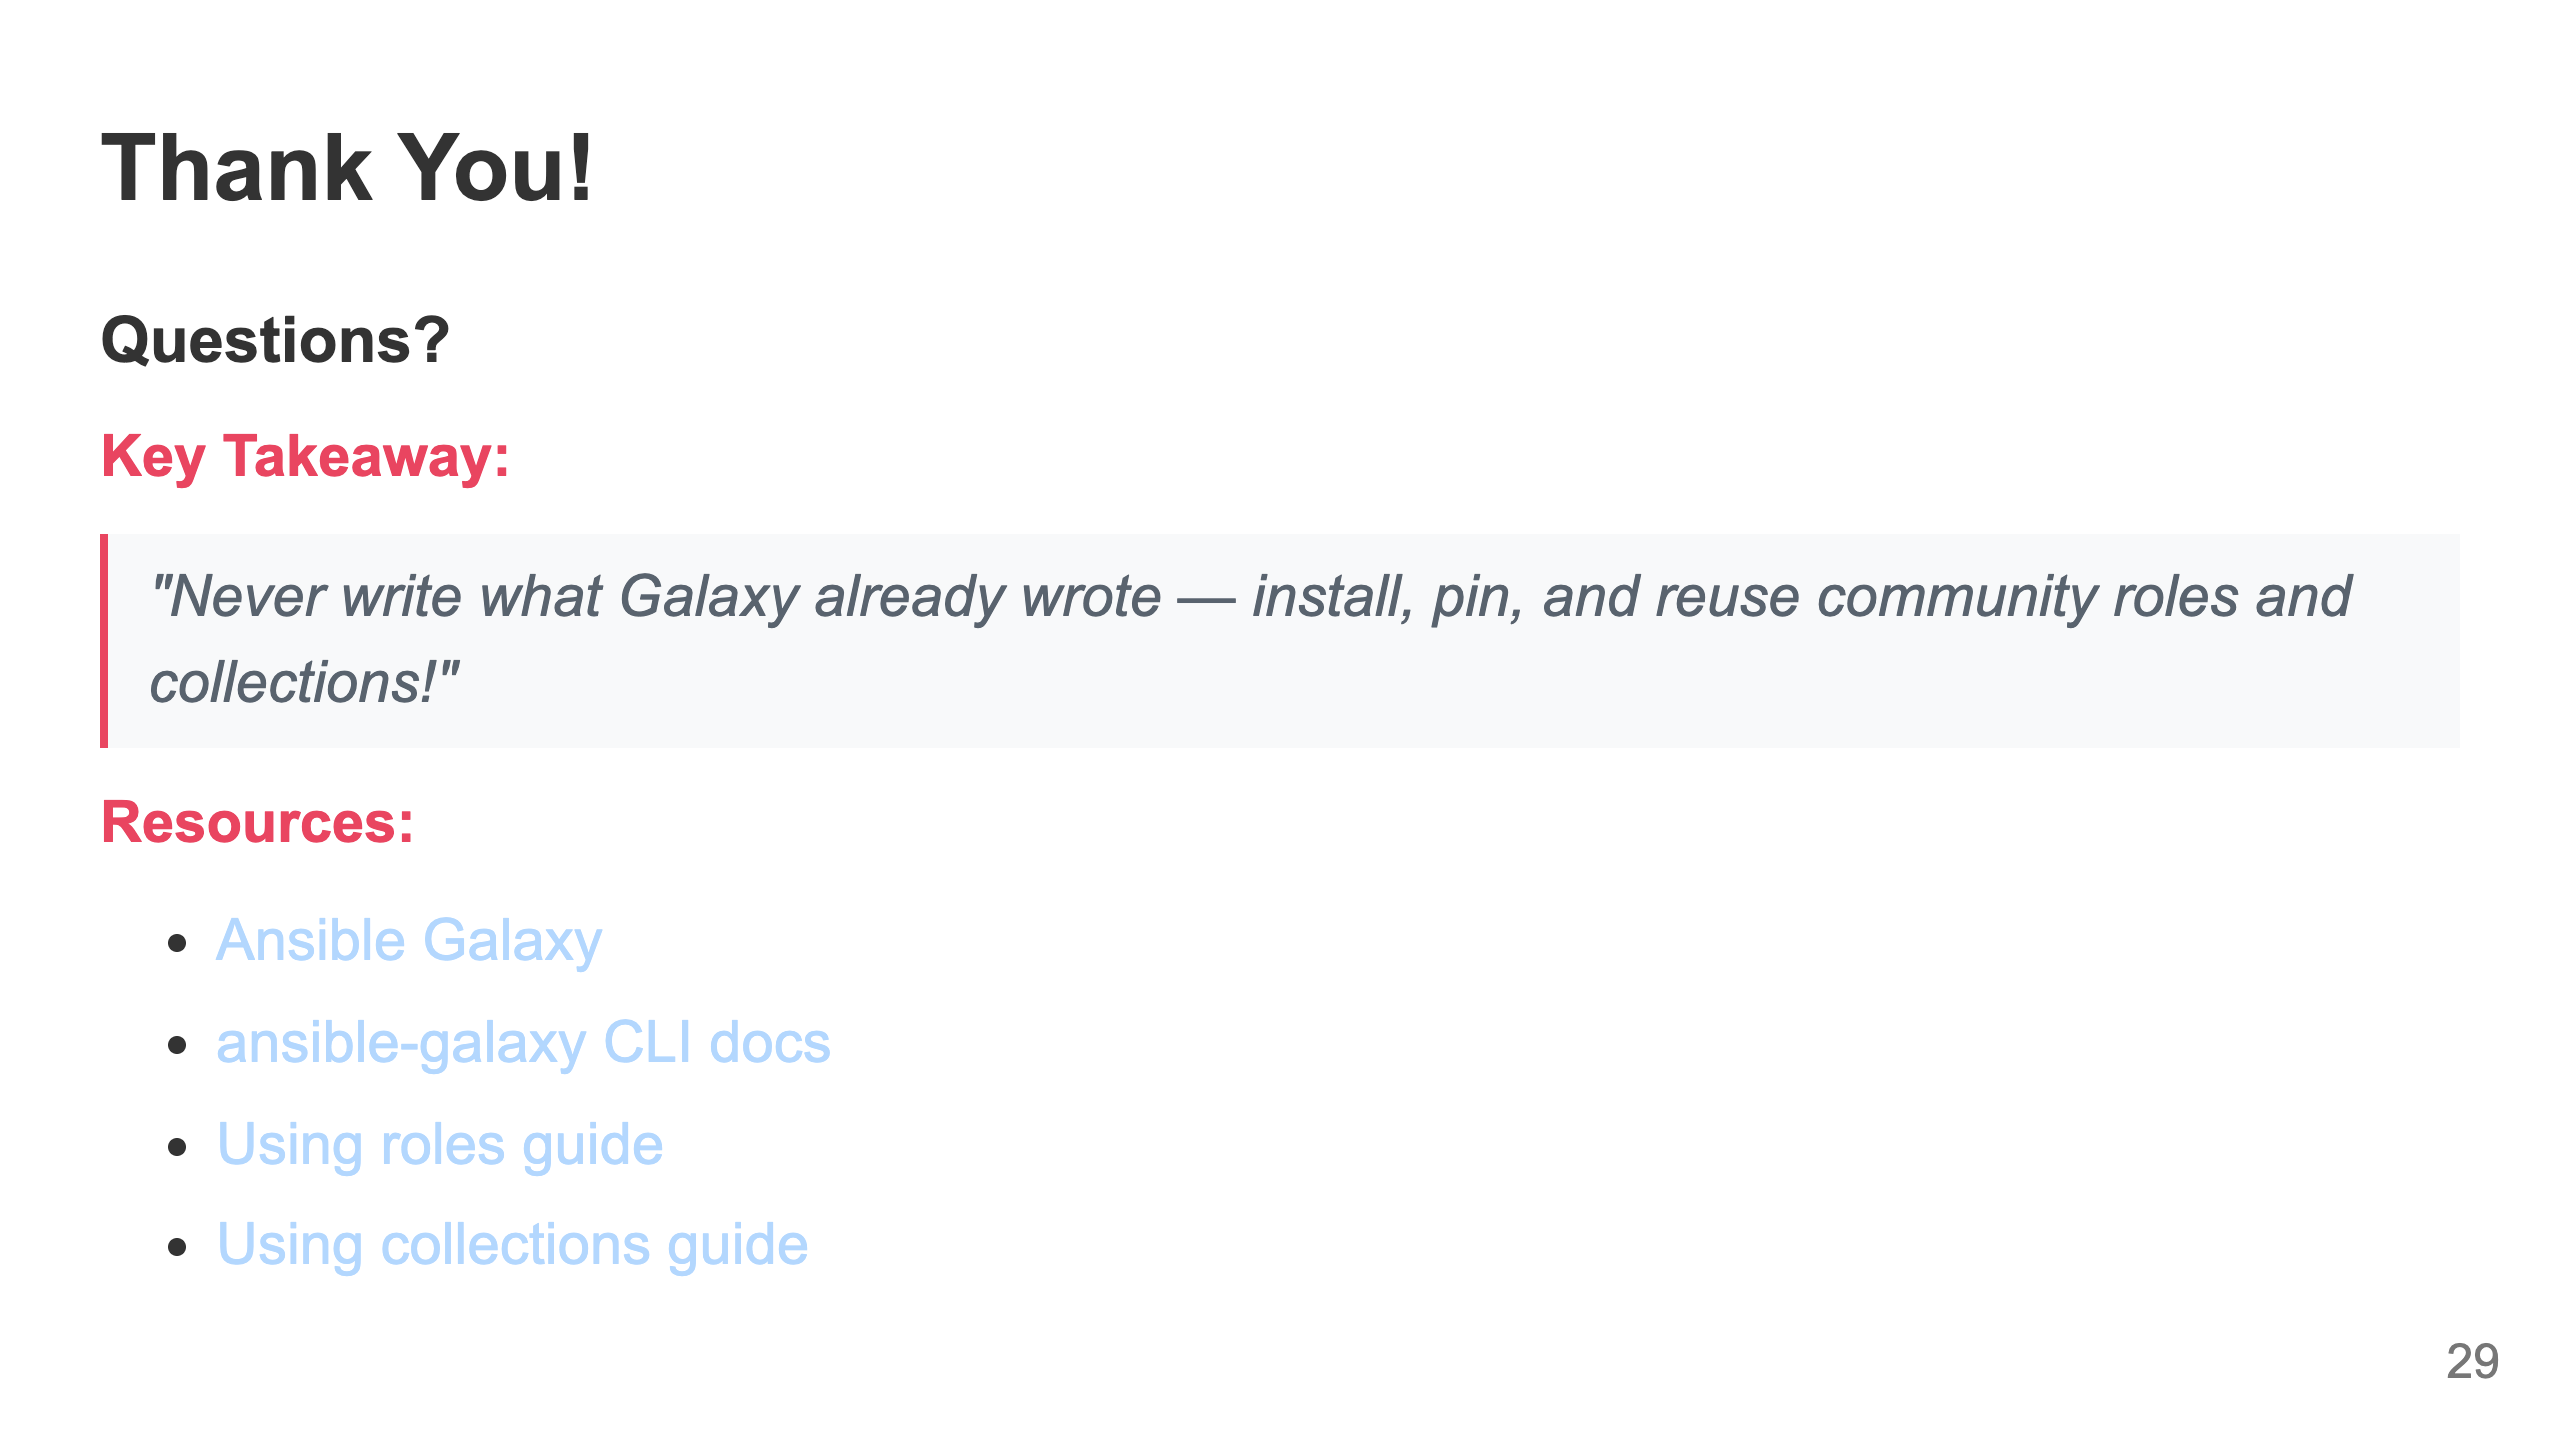 Thank You!
Questions?
Key Takeaway:
"Never write what Galaxy already wrote — install, pin, and reuse community roles and
collections!"
Resources:
• Ansible Galaxy
• ansible-galaxy CLI docs
• Using roles guide
• Using collections guide
29